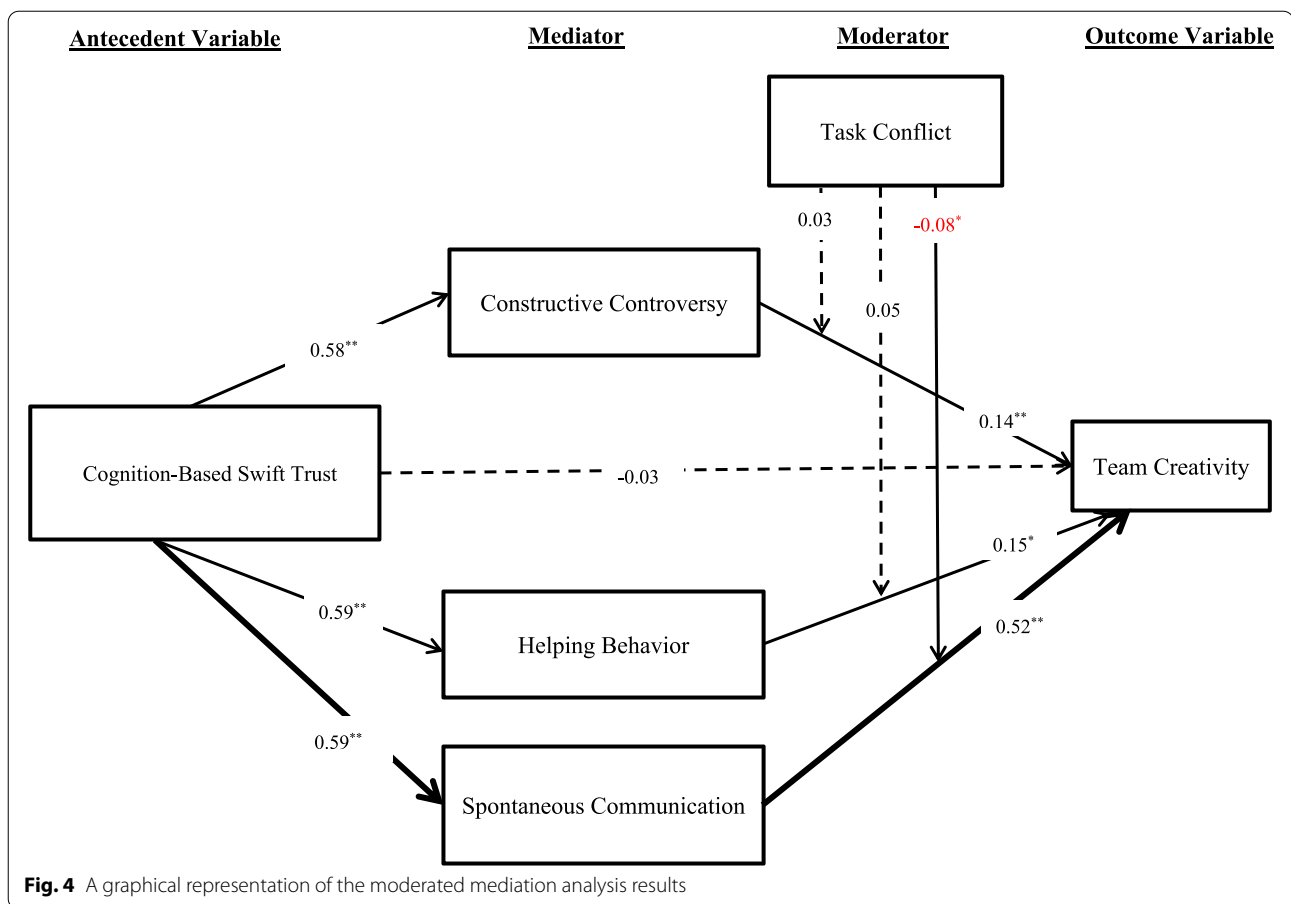 Antecedent Variable Mediator Moderator Outcome Variable
Task Conflict
0.03
-0.08*
0.05
Constructive Controversy
0.58**
0.14**
Cognition-Based Swift Trust
-0.03
Team Creativity
0.15*
0.59**
Helping Behavior
0.52**
0.59**
Spontaneous Communication
Fig. 4 A graphical representation of the moderated mediation analysis results